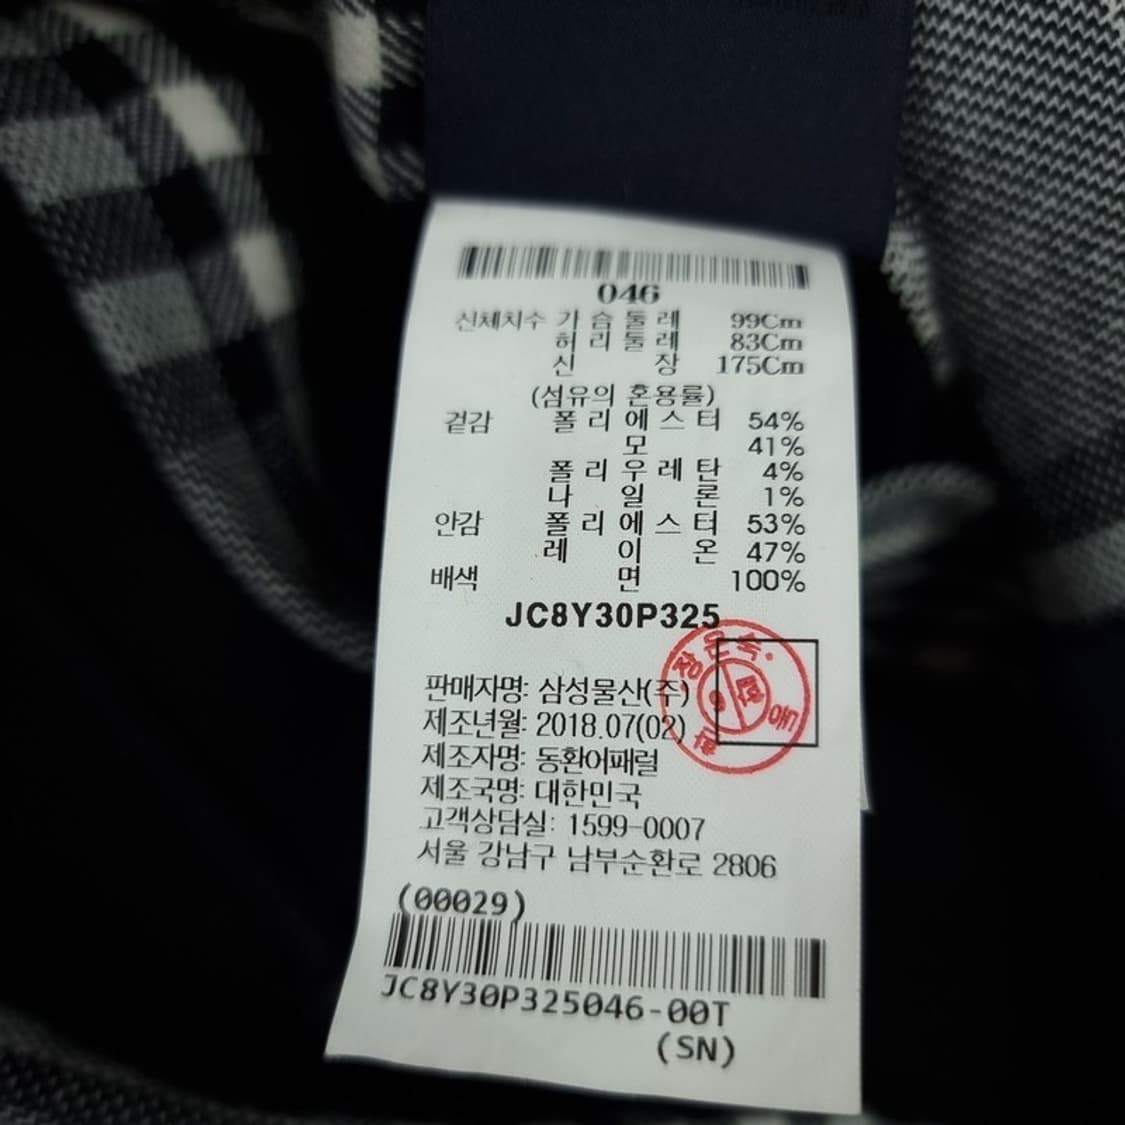 046
신체치수 가슴둘레 99Cm
허리둘레 83Cm
신장 175Cm
(섬유의 혼용률)
겉감 폴리에스터 54%
모 41%
폴리우레탄 4%
나일론 1%
안감 폴리에스터 53%
레이온 47%
배색 면 100%
JC8Y30P325
판매자명: 삼성물산(주)
제조년월: 2018.07(02)
제조자명: 동환어패럴
제조국명: 대한민국
고객상담실: 1599-0007
서울 강남구 남부순환로 2806
(00029)
JC8Y30P325046-00T
(SN)